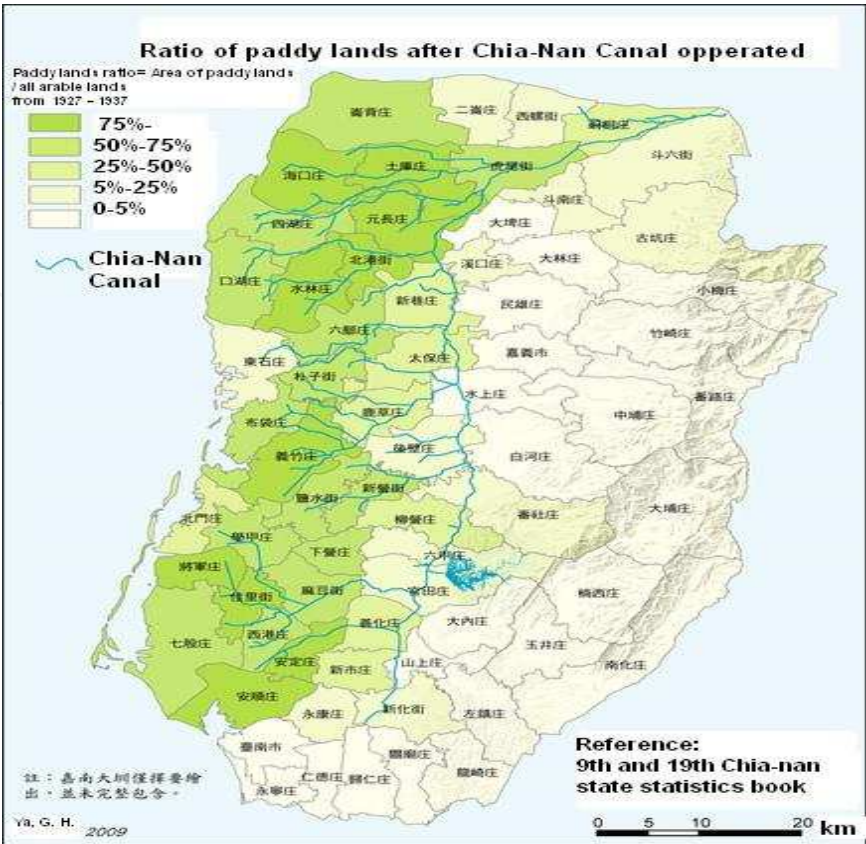 Ratio of paddy lands after Chia-Nan Canal opperated
Paddy lands ratio= Area of paddy lands
/ all arable lands
from 1927 - 1937
75%-
50%-75%
25%-50%
5%-25%
0-5%
Chia-Nan
Canal
崙背庄
二崙庄
西螺街
莿桐庄
斗六街
海口庄
土庫庄
虎尾街
斗南庄
四湖庄
元長庄
大埤庄
古坑庄
北港街
溪口庄
大林庄
口湖庄
水林庄
新巷庄
民雄庄
小梅庄
六腳庄
竹崎庄
東石庄
太保庄
嘉義市
朴子街
水上庄
番路庄
鹿草庄
中埔庄
布袋庄
後壁庄
義竹庄
白河庄
鹽水街
新營街
大埔庄
北門庄
柳營庄
番社庄
學甲庄
下營庄
六甲庄
將軍庄
佳里街
麻豆街
官田庄
楠西庄
七股庄
西港庄
善化庄
大內庄
玉井庄
安定庄
新市庄
山上庄
南化庄
安順庄
永康庄
新化街
左鎮庄
臺南市
關廟庄
龍崎庄
仁德庄
歸仁庄
永寧庄
註：嘉南大圳僅擇要繪
出，並未完整包含。
Ya, G. H. 2009
Reference:
9th and 19th Chia-nan
state statistics book
0 5 10 20 km